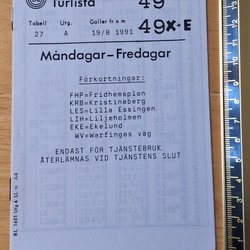 Turlista 49
Tabell Utg. Gäller fr o m
27 A 19/8 1991 49X+E
Måndagar-Fredagar
Förkortningar:
FHP=Fridhemsplan
KRB=Kristineberg
LES=Lilla Essingen
LIH=Liljeholmen
EKE=Ekelund
WV=Warfinges väg
ENDAST FÖR TJÄNSTEBRUK
ÅTERLÄMNAS VID TJÄNSTENS SLUT